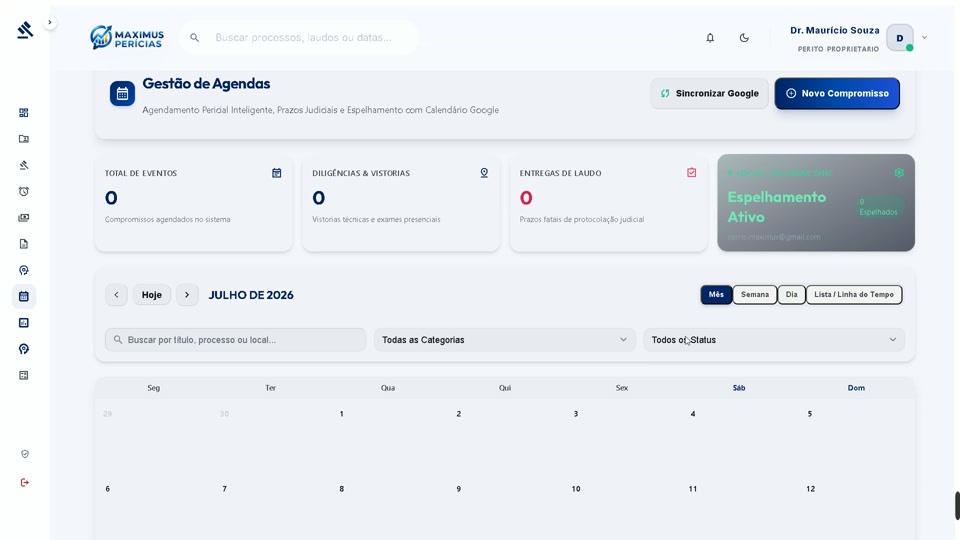 MAXIMUS
PERÍCIAS
Buscar processos, laudos ou datas...
Dr. Maurício Souza
PERITO PROPRIETARIO
D
Gestão de Agendas
Agendamento Pericial Inteligente, Prazos Judiciais e Espelhamento com Calendário Google
Sincronizar Google
Novo Compromisso
TOTAL DE EVENTOS
0
Compromissos agendados no sistema
DILIGÊNCIAS & VISTORIAS
0
Vistorias técnicas e exames presenciais
ENTREGAS DE LAUDO
0
Prazos fatais de protocolação judicial
Espelhamento
Ativo
0
Espelhados
Hoje
JULHO DE 2026
Mês
Semana
Dia
Lista / Linha do Tempo
Buscar por título, processo ou local...
Todas as Categorias
Todos os Status
Seg Ter Qua Qui Sex Sáb Dom
29 30 1 2 3 4 5
6 7 8 9 10 11 12